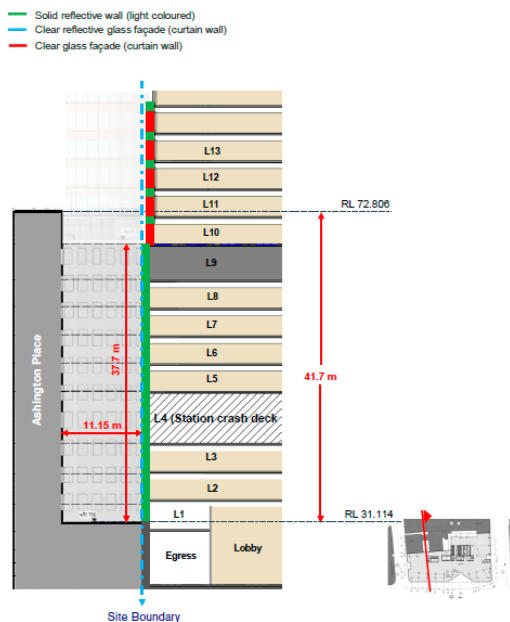 Solid reflective wall (light coloured)
Clear reflective glass façade (curtain wall)
Clear glass façade (curtain wall)
L13
L12
L11
RL 72.806
L10
L9
L8
L7
L6
37.7 m
L5
41.7 m
Ashington Place
L4 (Station crash deck
11.15 m
L3
L2
L1
RL 31.114
Egress
Lobby
Site Boundary